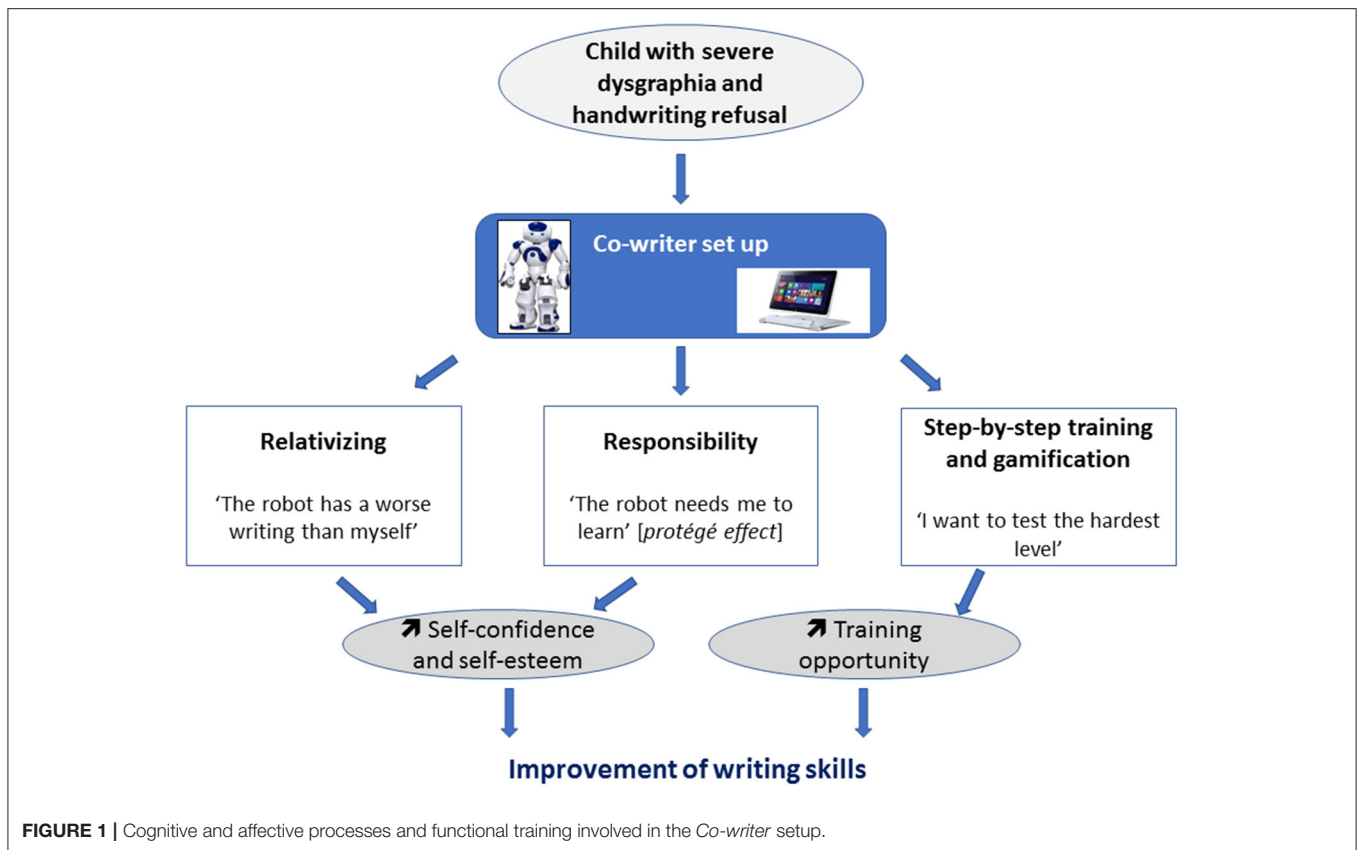 Child with severe
dysgraphia and
handwriting refusal
Co-writer set up
Relativizing
'The robot has a worse
writing than myself'
Responsibility
'The robot needs me to
learn' [protégé effect]
Step-by-step training
and gamification
'I want to test the hardest
level'
↗ Self-confidence
and self-esteem
↗ Training
opportunity
Improvement of writing skills
FIGURE 1 | Cognitive and affective processes and functional training involved in the Co-writer setup.